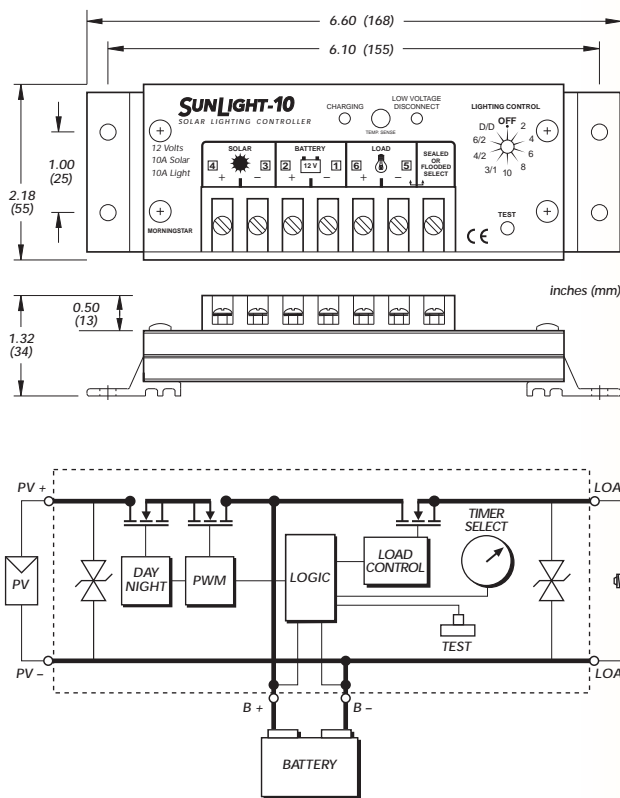 6.60 (168)
6.10 (155)
2.18
(55)
1.00
(25)
SUNLIGHT-10
SOLAR LIGHTING CONTROLLER
12 Volts
10A Solar
10A Light
CHARGING
TEMP. SENSE
LOW VOLTAGE
DISCONNECT
LIGHTING CONTROL
OFF
D/D 2
6/2 4
4/2 6
3/1 10 8
SOLAR
4 3
+ −
BATTERY
2 12 V 1
+ −
LOAD
6 5
+ −
SEALED
OR
FLOODED
SELECT
MORNINGSTAR
CE
TEST
inches (mm)
0.50
(13)
1.32
(34)
PV +
LOA
PV
DAY
NIGHT
PWM
LOGIC
LOAD
CONTROL
TIMER
SELECT
TEST
PV −
LOA
B +
B −
BATTERY